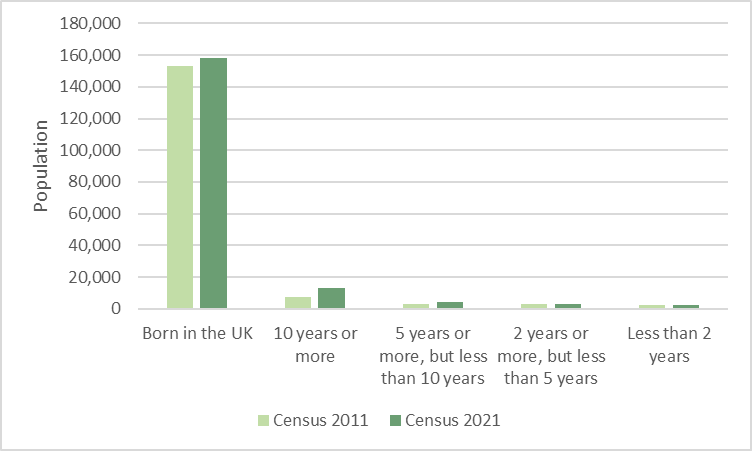 180,000
160,000
140,000
120,000
100,000
80,000
60,000
40,000
20,000
0
Population
Born in the UK
10 years or
more
5 years or
more, but less
than 10 years
2 years or
more, but less
than 5 years
Less than 2
years
Census 2011
Census 2021